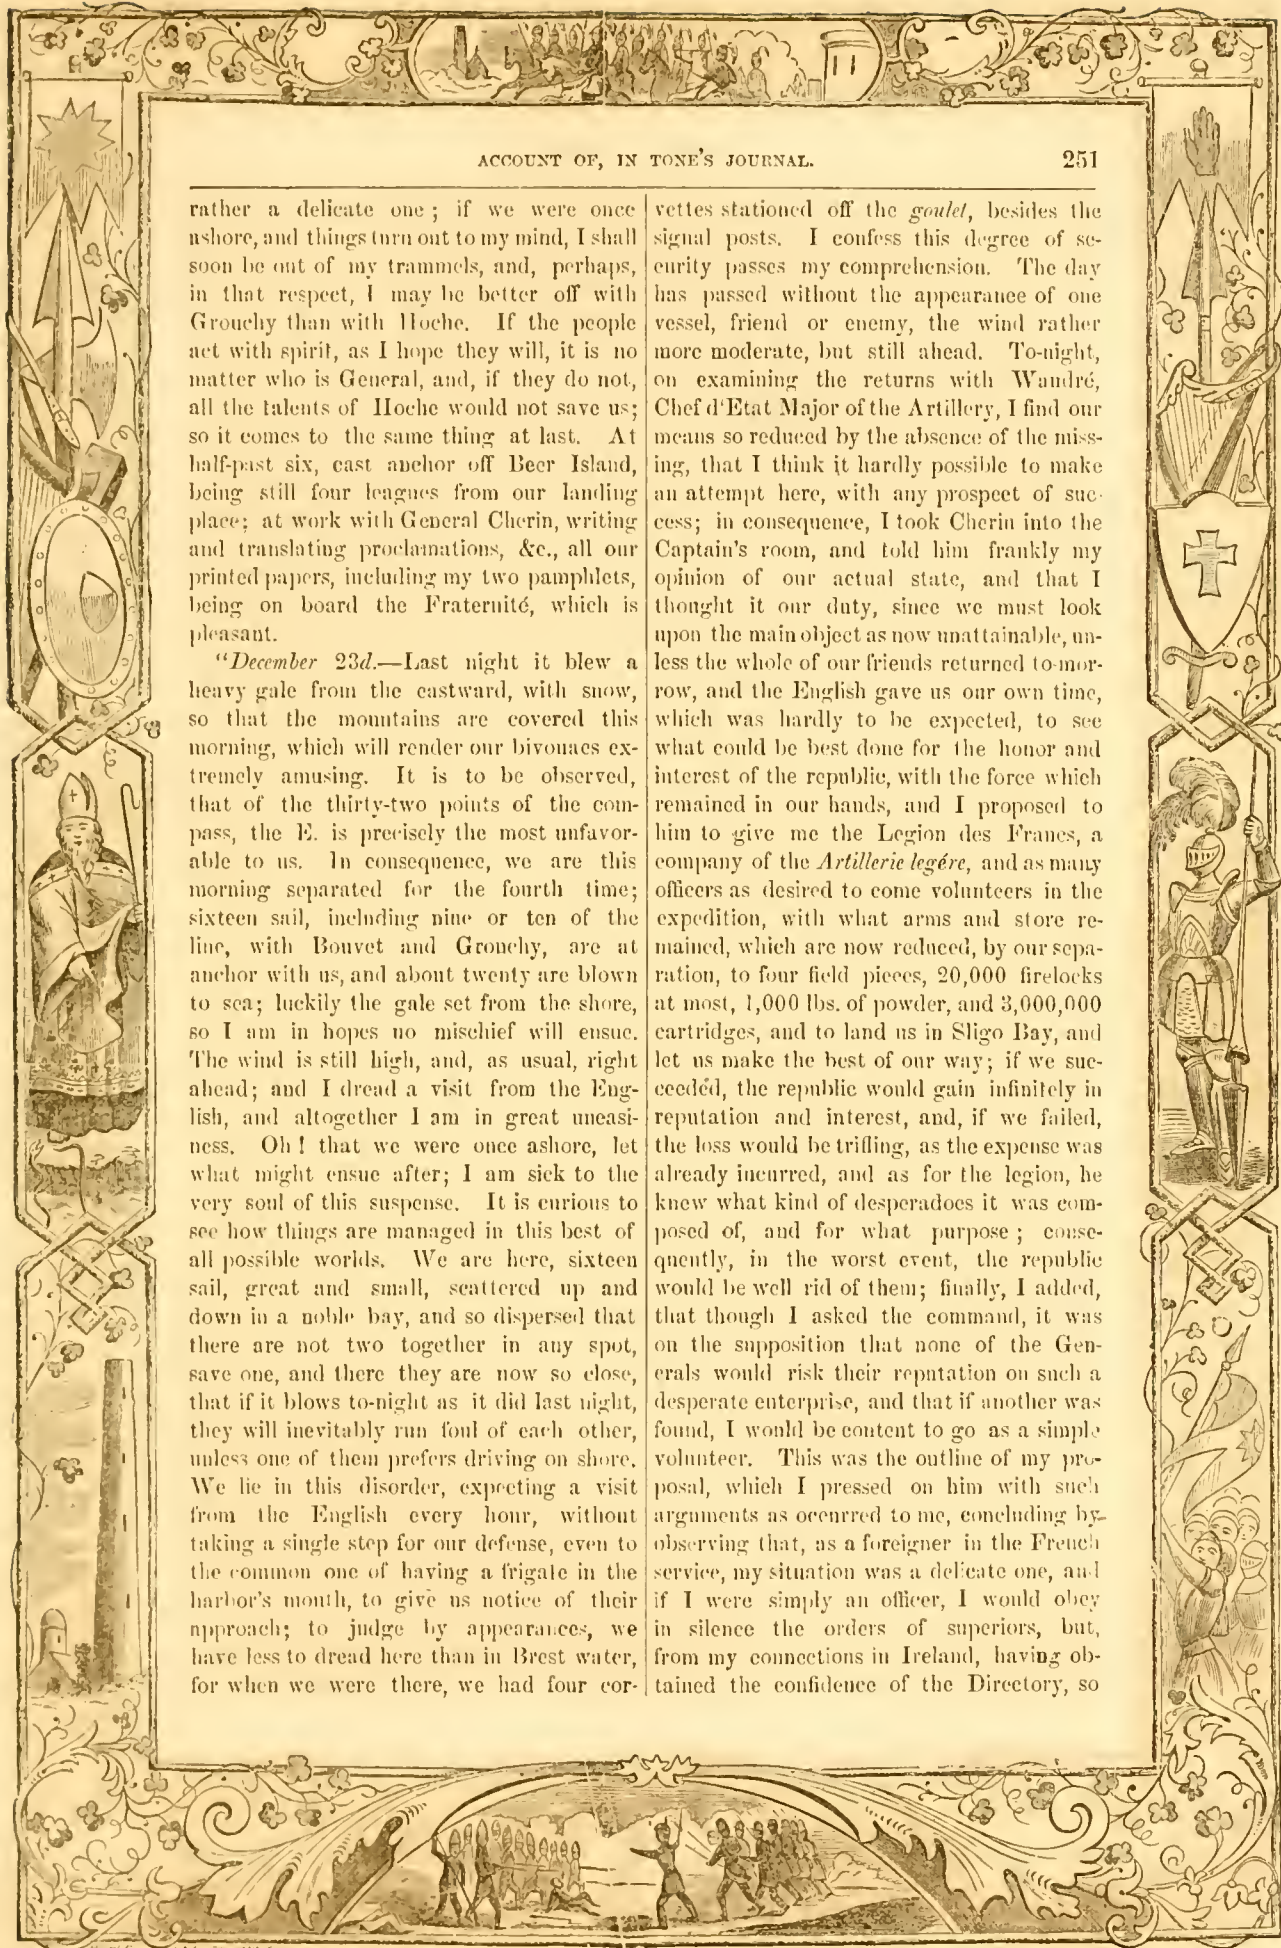 ACCOUNT OF, IN TONE'S JOURNAL. 251
rather a delicate one; if we were once
ashore, and things turn out to my mind, I shall
soon be out of my trammels, and, perhaps,
in that respect, I may be better off with
Grouchy than with Hoche. If the people
act with spirit, as I hope they will, it is no
matter who is General, and, if they do not,
all the talents of Hoche would not save us;
so it comes to the same thing at last. At
half-past six, cast anchor off Beer Island,
being still four leagues from our landing
place; at work with General Cherin, writing
and translating proclamations, &c., all our
printed papers, including my two pamphlets,
being on board the Fraternité, which is
pleasant.
"December 23d.—Last night it blew a
heavy gale from the eastward, with snow,
so that the mountains are covered this
morning, which will render our bivouacs ex-
tremely amusing. It is to be observed,
that of the thirty-two points of the com-
pass, the E. is precisely the most unfavor-
able to us. In consequence, we are this
morning separated for the fourth time;
sixteen sail, including nine or ten of the
line, with Bouvet and Grouchy, are at
anchor with us, and about twenty are blown
to sea; luckily the gale set from the shore,
so I am in hopes no mischief will ensue.
The wind is still high, and, as usual, right
ahead; and I dread a visit from the Eng-
lish, and altogether I am in great uneasi-
ness. Oh! that we were once ashore, let
what might ensue after; I am sick to the
very soul of this suspense. It is curious to
see how things are managed in this best of
all possible worlds. We are here, sixteen
sail, great and small, scattered up and
down in a noble bay, and so dispersed that
there are not two together in any spot,
save one, and there they are now so close,
that if it blows to-night as it did last night,
they will inevitably run foul of each other,
unless one of them prefers driving on shore.
We lie in this disorder, expecting a visit
from the English every hour, without
taking a single step for our defense, even to
the common one of having a frigate in the
harbor's mouth, to give us notice of their
approach; to judge by appearances, we
have less to dread here than in Brest water,
for when we were there, we had four cor-
vettes stationed off the goulet, besides the
signal posts. I confess this degree of se-
curity passes my comprehension. The day
has passed without the appearance of one
vessel, friend or enemy, the wind rather
more moderate, but still ahead. To-night,
on examining the returns with Waudré,
Chef d'Etat Major of the Artillery, I find our
means so reduced by the absence of the miss-
ing, that I think it hardly possible to make
an attempt here, with any prospect of suc-
cess; in consequence, I took Cherin into the
Captain's room, and told him frankly my
opinion of our actual state, and that I
thought it our duty, since we must look
upon the main object as now unattainable, un-
less the whole of our friends returned to-mor-
row, and the English gave us our own time,
which was hardly to be expected, to see
what could be best done for the honor and
interest of the republic, with the force which
remained in our hands, and I proposed to
him to give me the Legion des Francs, a
company of the Artillerie legére, and as many
officers as desired to come volunteers in the
expedition, with what arms and store re-
mained, which are now reduced, by our sepa-
ration, to four field pieces, 20,000 firelocks
at most, 1,000 lbs. of powder, and 3,000,000
cartridges, and to land us in Sligo Bay, and
let us make the best of our way; if we suc-
ceeded, the republic would gain infinitely in
reputation and interest, and, if we failed,
the loss would be trifling, as the expense was
already incurred, and as for the legion, he
knew what kind of desperadoes it was com-
posed of, and for what purpose; conse-
quently, in the worst event, the republic
would be well rid of them; finally, I added,
that though I asked the command, it was
on the supposition that none of the Gen-
erals would risk their reputation on such a
desperate enterprise, and that if another was
found, I would be content to go as a simple
volunteer. This was the outline of my pro-
posal, which I pressed on him with such
arguments as occurred to me, concluding by
observing that, as a foreigner in the French
service, my situation was a delicate one, and
if I were simply an officer, I would obey
in silence the orders of superiors, but,
from my connections in Ireland, having ob-
tained the confidence of the Directory, so